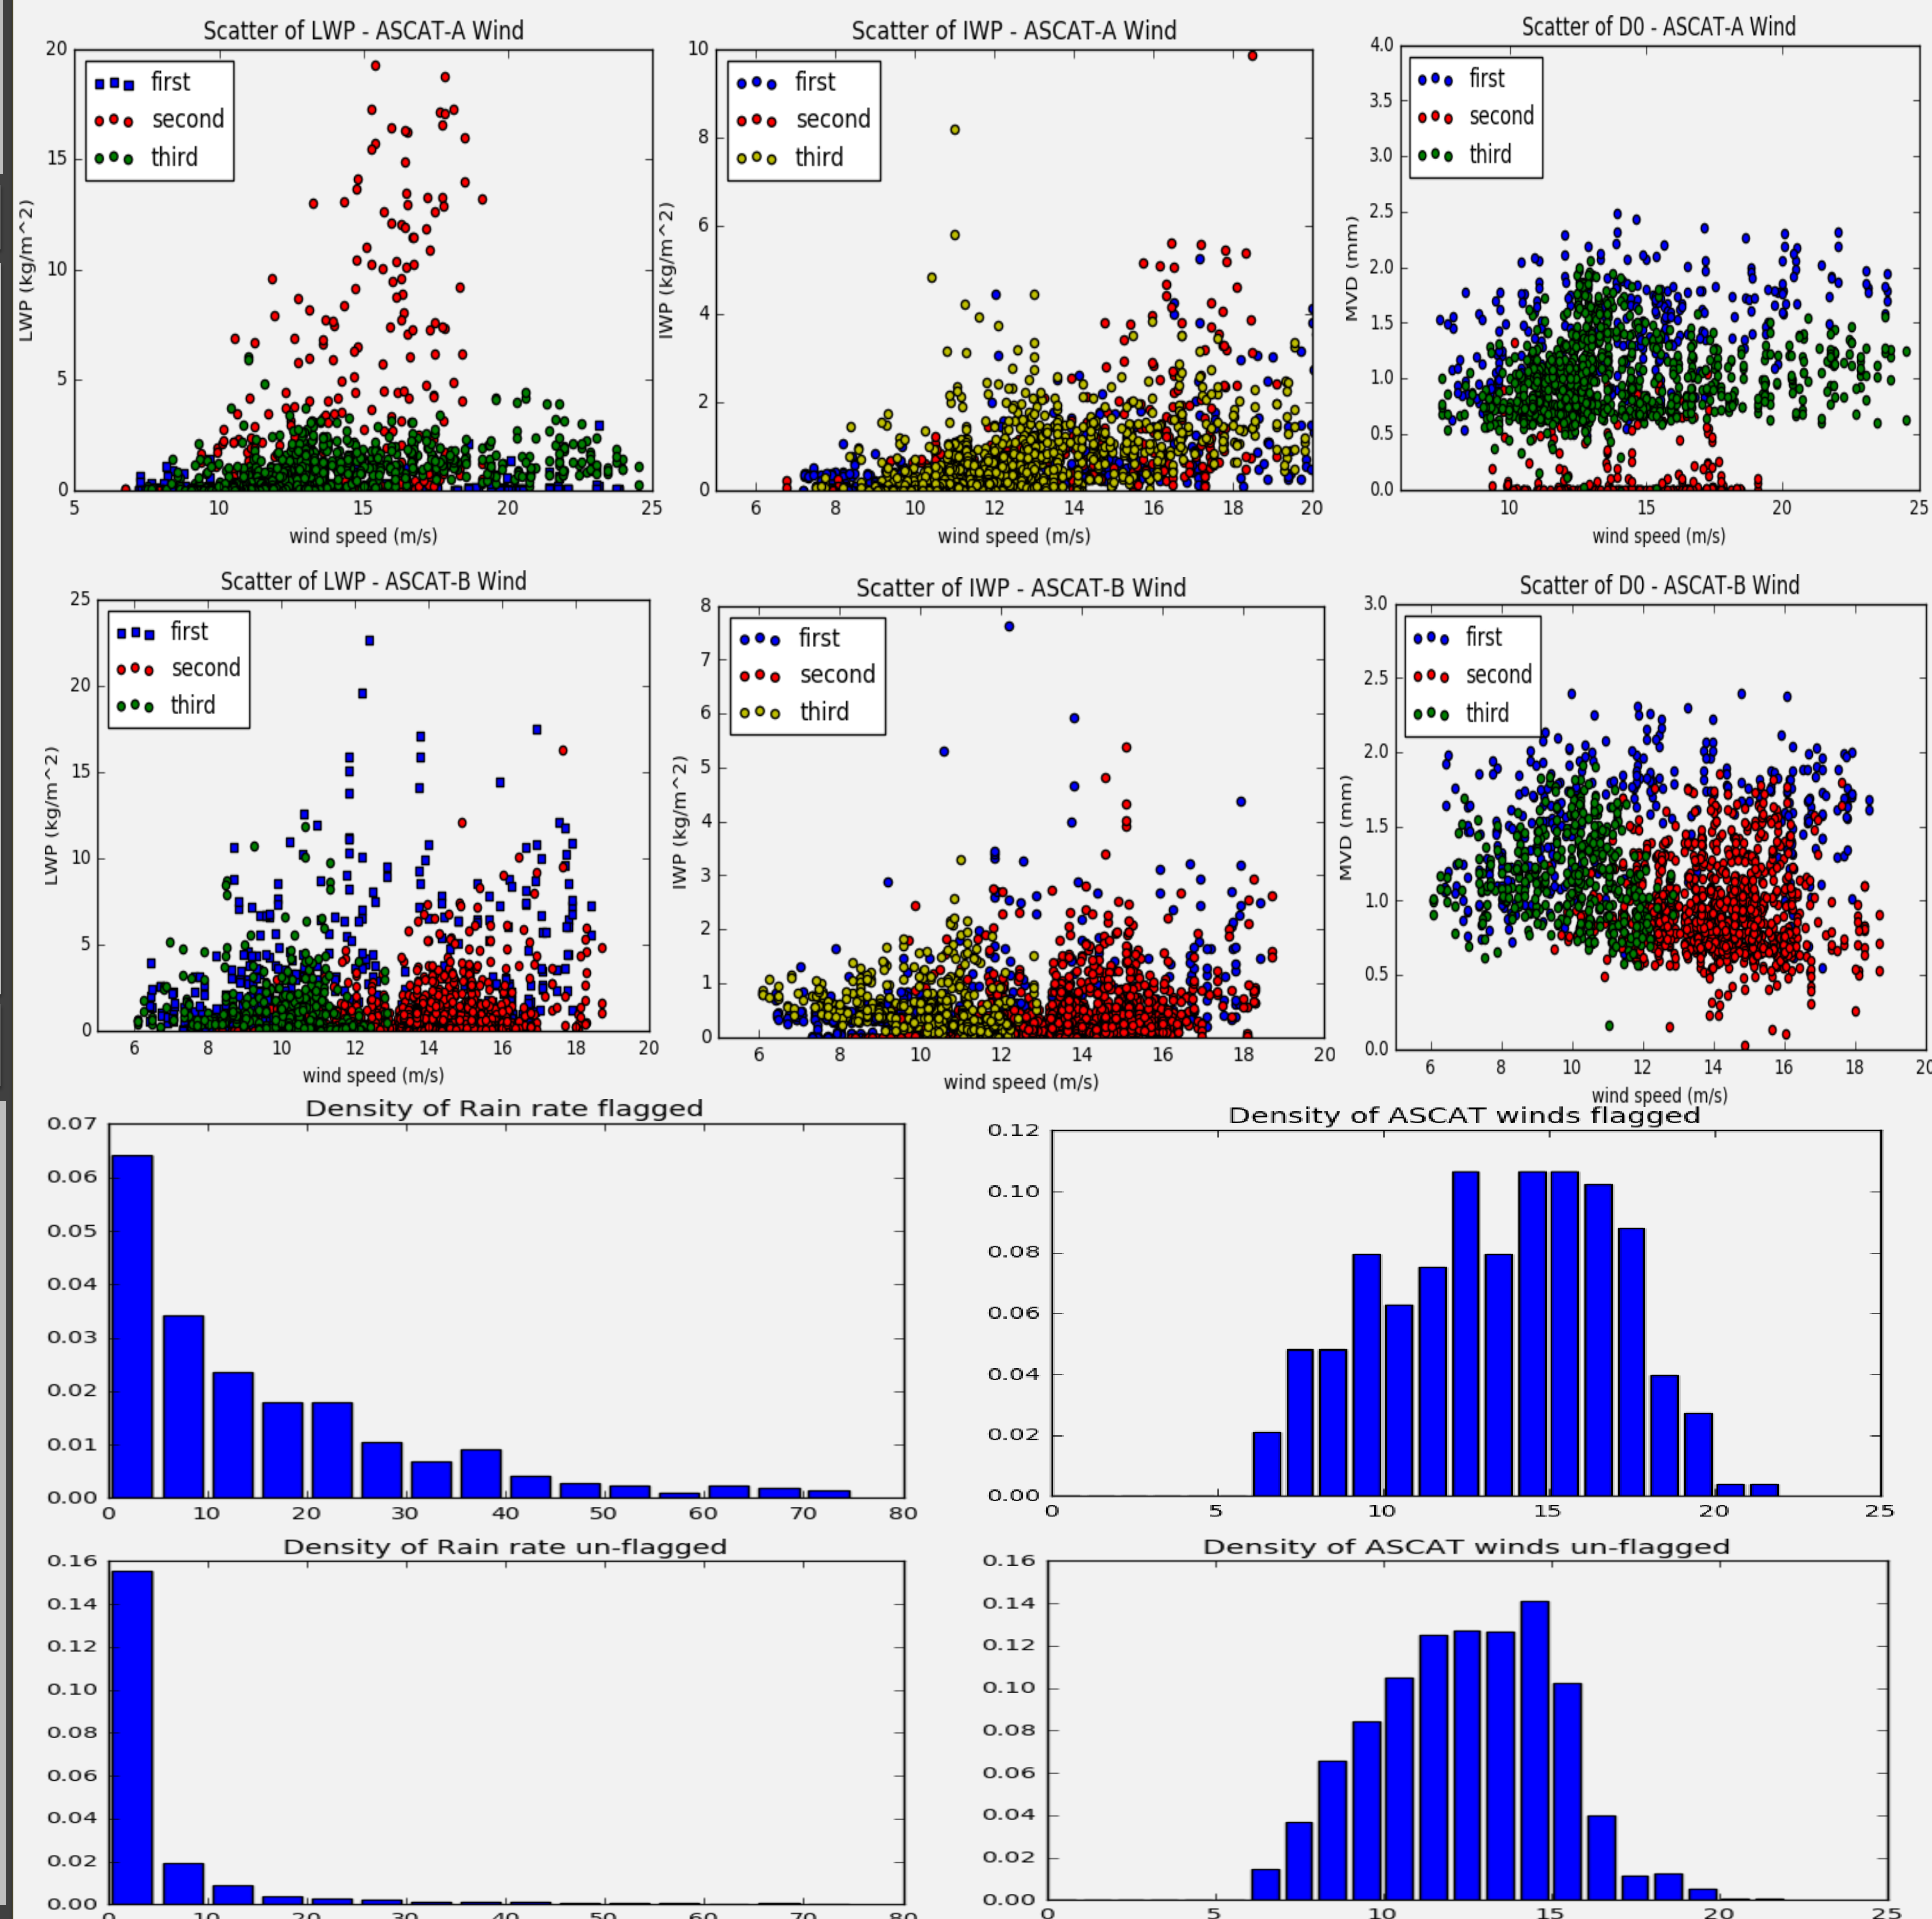 Scatter of LWP - ASCAT-A Wind
20
15
10
5
0
LWP (kg/m^2)
first
second
third
5 10 15 20 25
wind speed (m/s)
Scatter of IWP - ASCAT-A Wind
10
8
6
4
2
0
IWP (kg/m^2)
first
second
third
6 8 10 12 14 16 18 20
wind speed (m/s)
Scatter of D0 - ASCAT-A Wind
4.0
3.5
3.0
2.5
2.0
1.5
1.0
0.5
0.0
MVD (mm)
first
second
third
10 15 20 25
wind speed (m/s)
Scatter of LWP - ASCAT-B Wind
25
20
15
10
5
0
LWP (kg/m^2)
first
second
third
6 8 10 12 14 16 18 20
wind speed (m/s)
Scatter of IWP - ASCAT-B Wind
8
7
6
5
4
3
2
1
0
IWP (kg/m^2)
first
second
third
6 8 10 12 14 16 18 20
wind speed (m/s)
Scatter of D0 - ASCAT-B Wind
3.0
2.5
2.0
1.5
1.0
0.5
0.0
MVD (mm)
first
second
third
6 8 10 12 14 16 18 20
wind speed (m/s)
Density of Rain rate flagged
0.07
0.06
0.05
0.04
0.03
0.02
0.01
0.00
0 10 20 30 40 50 60 70 80
Density of ASCAT winds flagged
0.12
0.10
0.08
0.06
0.04
0.02
0.00
0 5 10 15 20 25
Density of Rain rate un-flagged
0.16
0.14
0.12
0.10
0.08
0.06
0.04
0.02
0.00
0 10 20 30 40 50 60 70 80
Density of ASCAT winds un-flagged
0.16
0.14
0.12
0.10
0.08
0.06
0.04
0.02
0.00
0 5 10 15 20 25